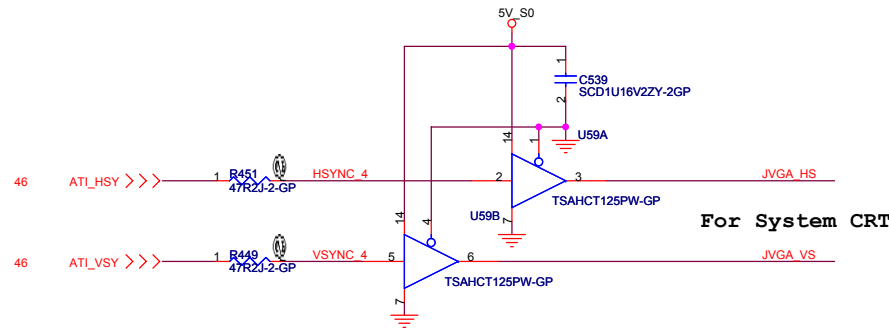 5V_S0
1
C539
SCD1U16V2ZY-2GP
2
14
1
U59A
46
ATI_HSY
1
R451
47R2J-2-GP
HSYNC_4
2
3
JVGA_HS
TSAHCT125PW-GP
14
4
U59B
7
For System CRT
46
ATI_VSY
1
R449
47R2J-2-GP
VSYNC_4
5
6
JVGA_VS
TSAHCT125PW-GP
7